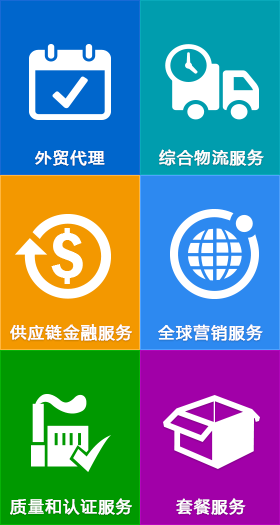 外贸代理
综合物流服务
供应链金融服务
全球营销服务
质量和认证服务
套餐服务